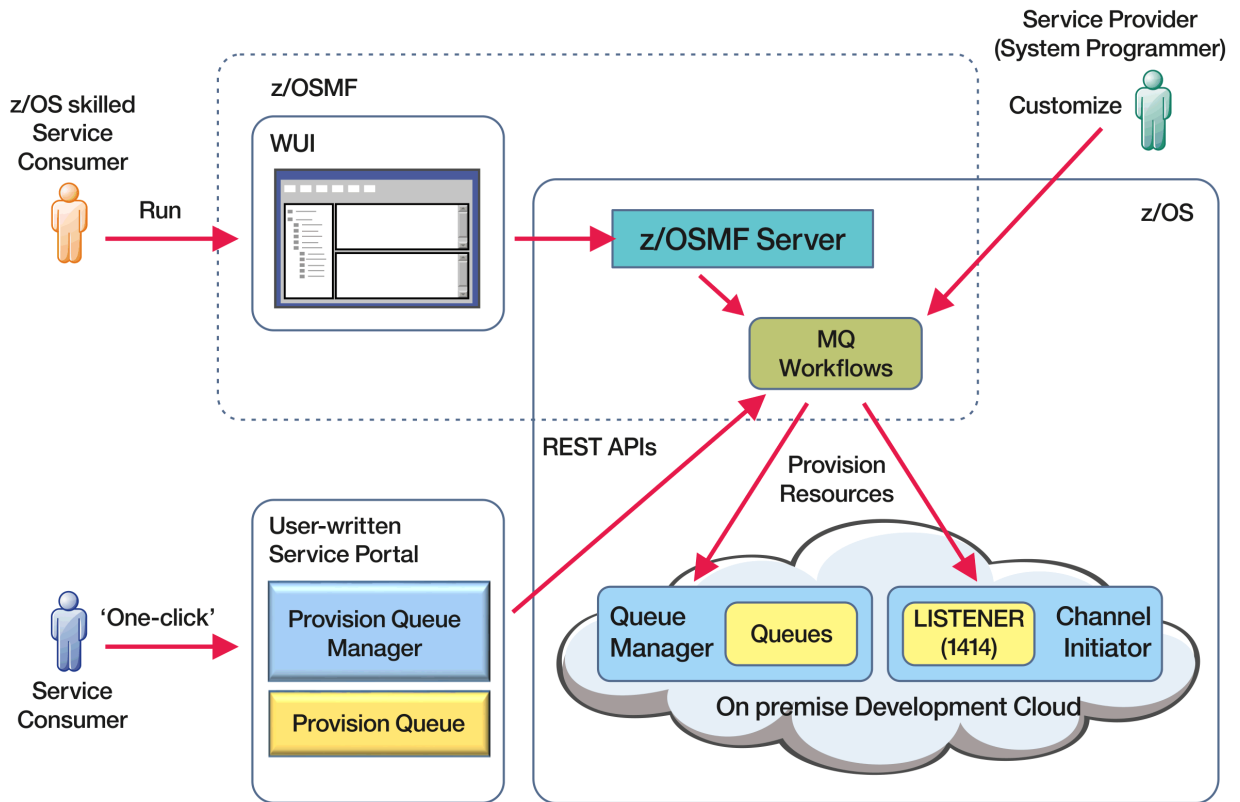 Service Provider
(System Programmer)
z/OSMF
z/OS skilled
Service
Consumer
Customize
WUI
Run
z/OS
z/OSMF Server
MQ
Workflows
REST APIs
Provision
Resources
User-written
Service Portal
'One-click'
Provision Queue
Manager
Queue
Manager
Queues
LISTENER
(1414)
Channel
Initiator
Service
Consumer
Provision Queue
On premise Development Cloud